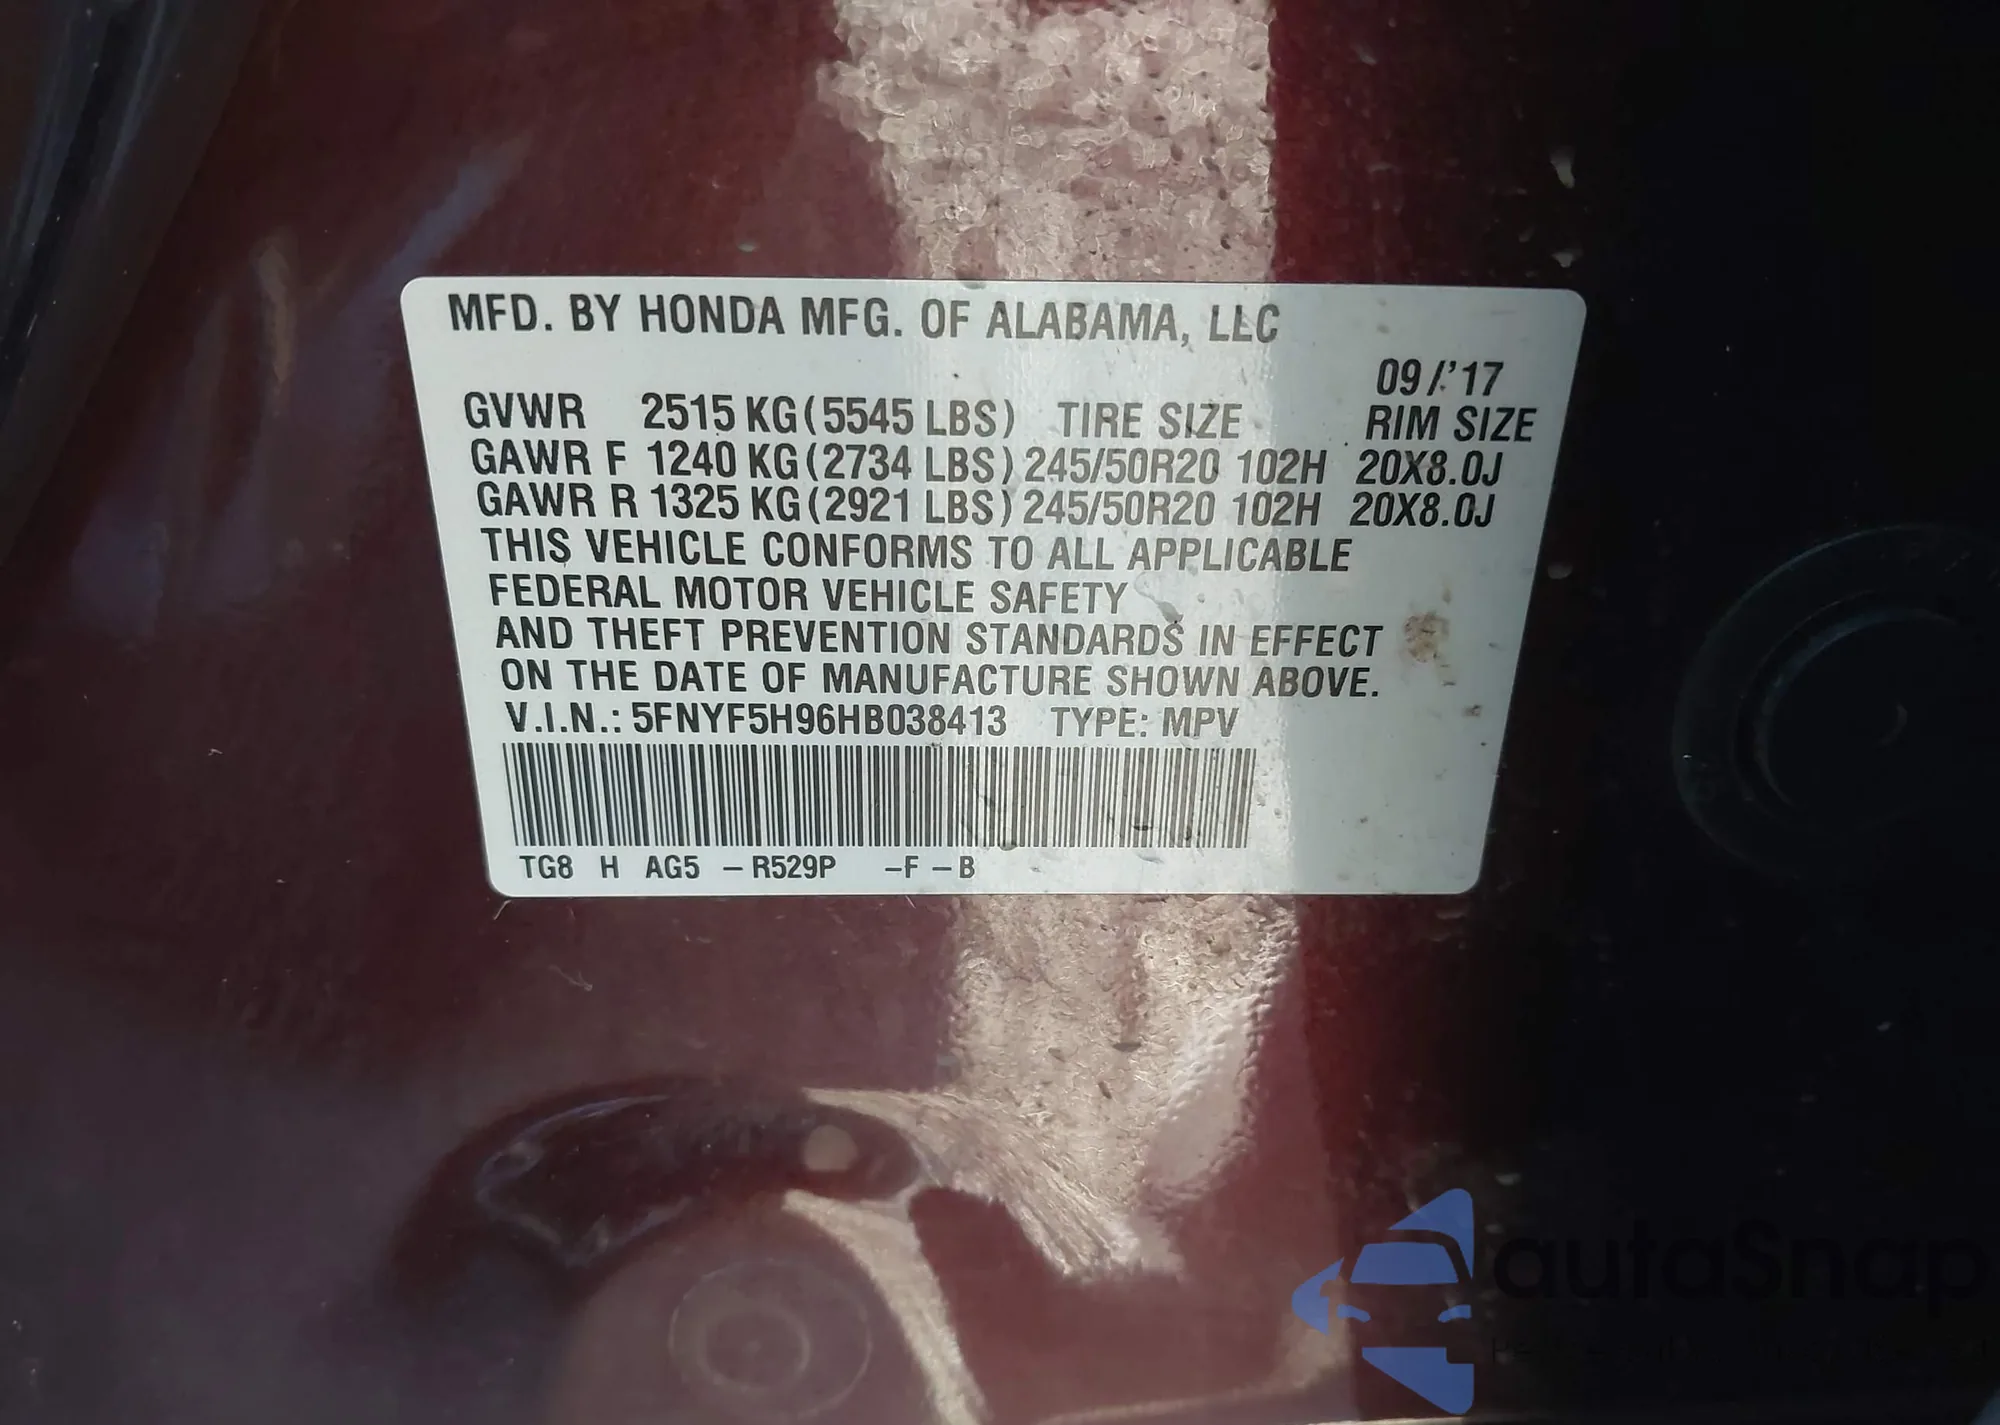 MFD. BY HONDA MFG. OF ALABAMA, LLC
09/'17
GVWR 2515 KG (5545 LBS) TIRE SIZE RIM SIZE
GAWR F 1240 KG (2734 LBS) 245/50R20 102H 20X8.0J
GAWR R 1325 KG (2921 LBS) 245/50R20 102H 20X8.0J
THIS VEHICLE CONFORMS TO ALL APPLICABLE
FEDERAL MOTOR VEHICLE SAFETY
AND THEFT PREVENTION STANDARDS IN EFFECT
ON THE DATE OF MANUFACTURE SHOWN ABOVE.
V.I.N.: 5FNYF5H96HB038413 TYPE: MPV
TG8 H AG5 - R529P -F - B
autoSnap